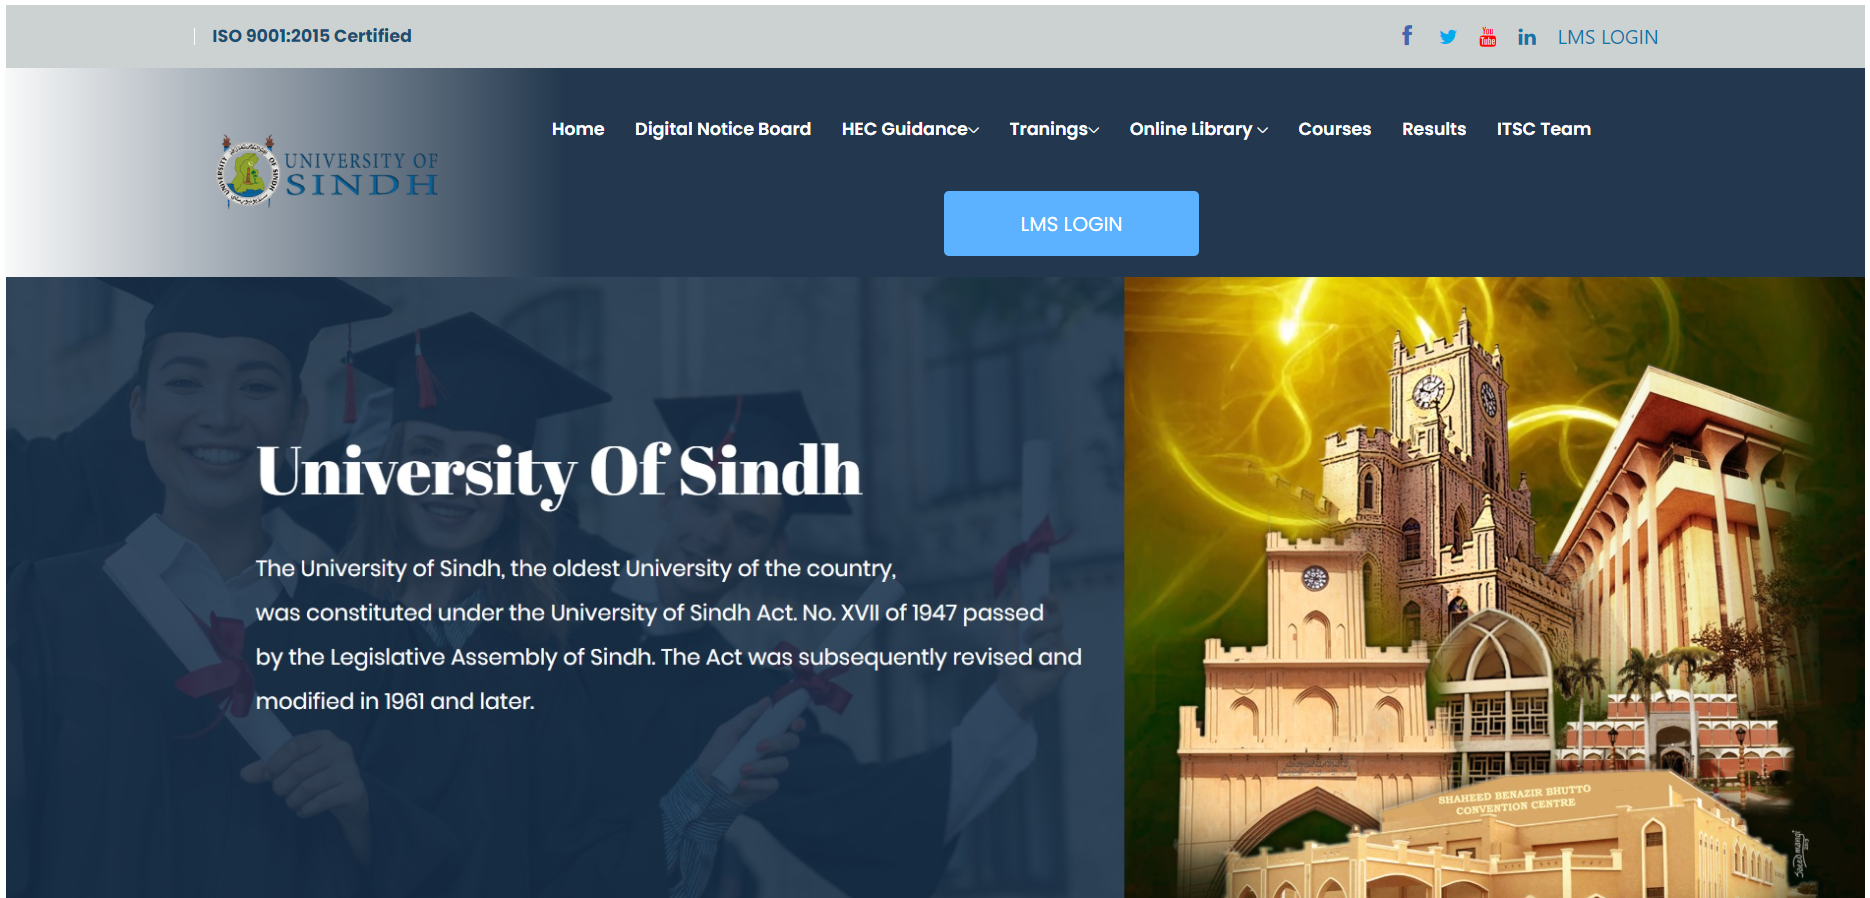 ISO 9001:2015 Certified
You
Tube
LMS LOGIN
UNIVERSITY OF
SINDH
Home Digital Notice Board HEC Guidance Tranings Online Library Courses Results ITSC Team
LMS LOGIN
University Of Sindh
The University of Sindh, the oldest University of the country,
was constituted under the University of Sindh Act. No. XVII of 1947 passed
by the Legislative Assembly of Sindh. The Act was subsequently revised and
modified in 1961 and later.
SHAHEED BENAZIR BHUTTO
CONVENTION CENTRE